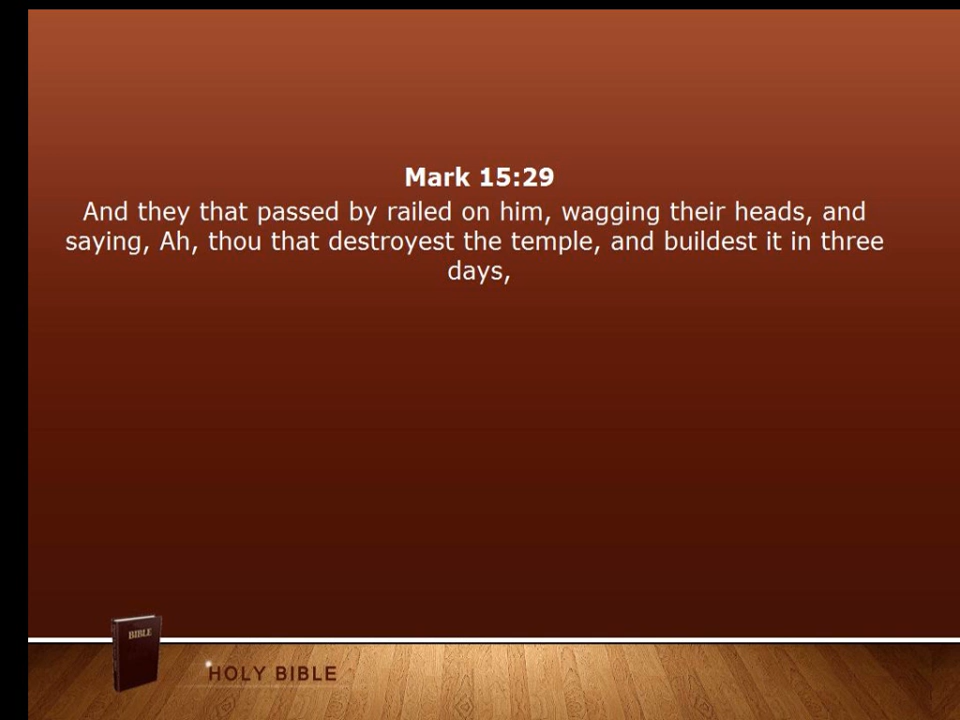 Mark 15:29
And they that passed by railed on him, wagging their heads, and
saying, Ah, thou that destroyest the temple, and buildest it in three
days,
BIBLE
HOLY BIBLE